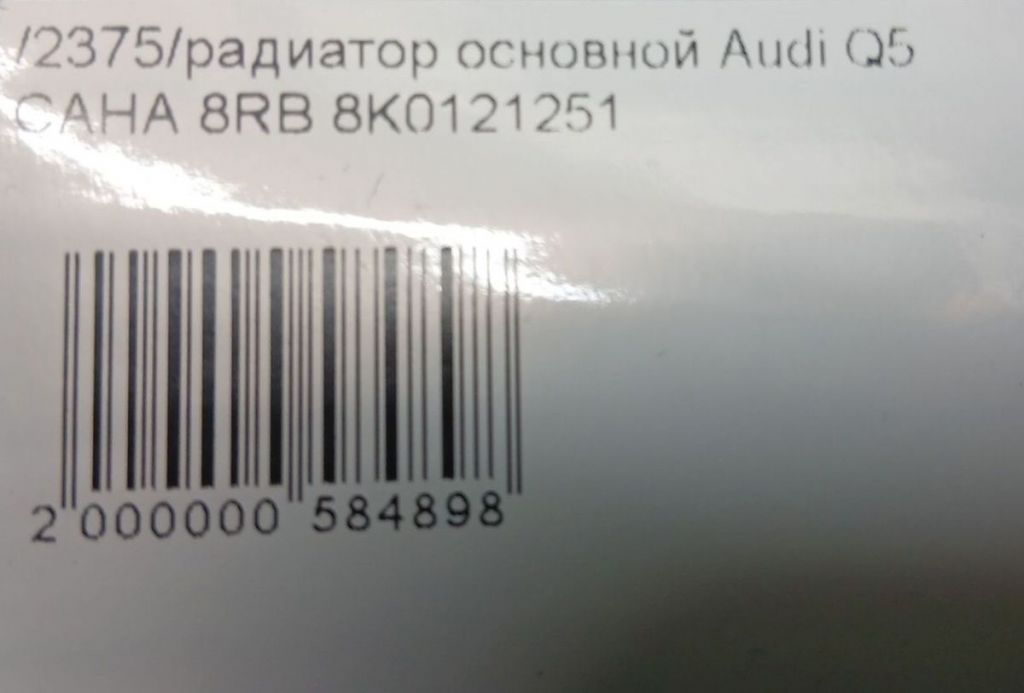 /2375/радиатор основной Audi Q5
CAHA 8RB 8K0121251
2 000000 584898